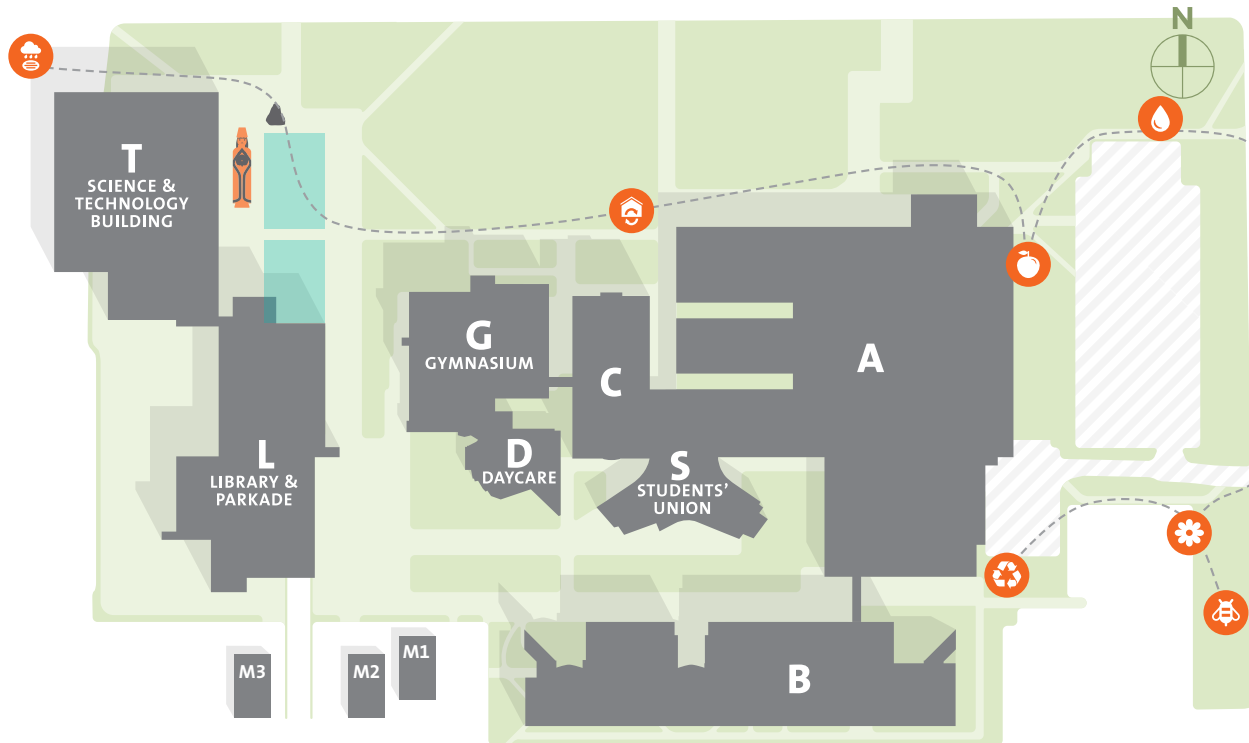 N
T
SCIENCE &
TECHNOLOGY
BUILDING
G
GYMNASIUM
C
A
D
DAYCARE
L
LIBRARY &
PARKADE
S
STUDENTS'
UNION
M1
M2
M3
B